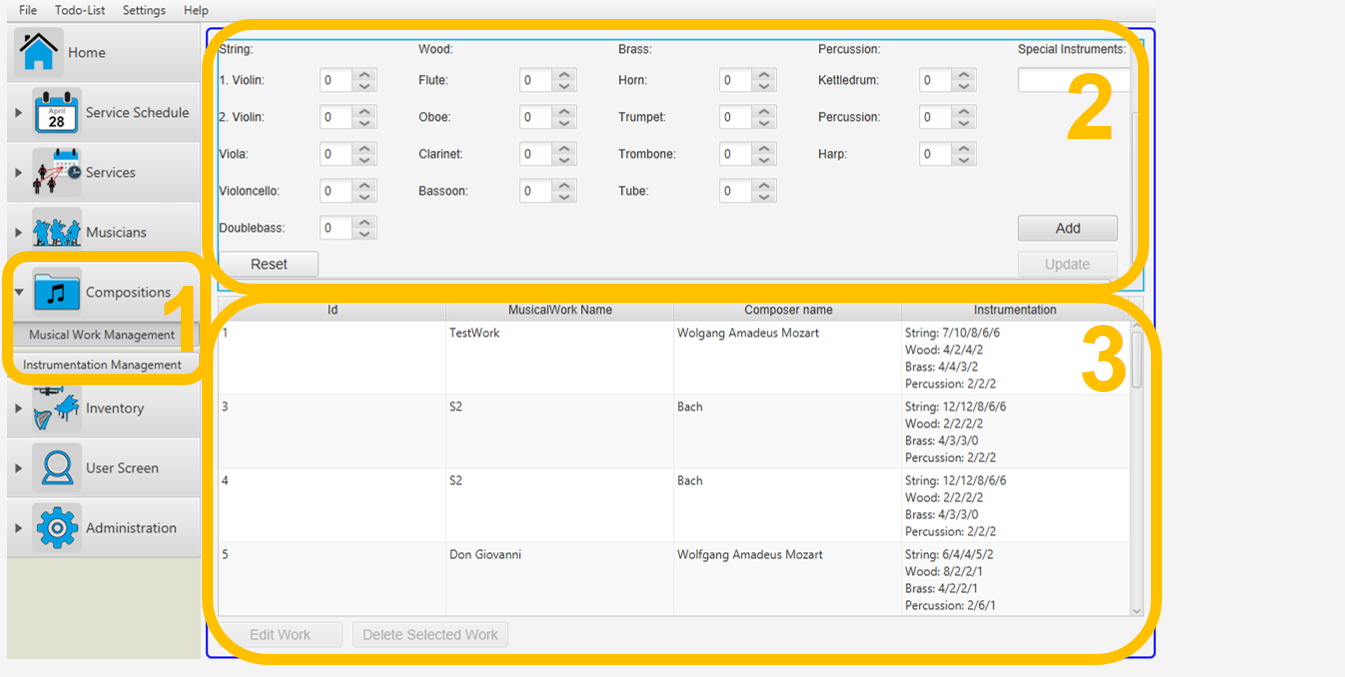 File Todo-List Settings Help
Home
Service Schedule
April
28
Services
Musicians
Compositions
1
Musical Work Management
Instrumentation Management
Inventory
User Screen
Administration
String: Wood: Brass: Percussion: Special Instruments:
1. Violin: 0 Flute: 0 Horn: 0 Kettledrum: 0
2
2. Violin: 0 Oboe: 0 Trumpet: 0 Percussion: 0
Viola: 0 Clarinet: 0 Trombone: 0 Harp: 0
Violoncello: 0 Bassoon: 0 Tube: 0
Doublebass: 0 Add
Reset Update
Id MusicalWork Name Composer name Instrumentation
1 TestWork Wolgang Amadeus Mozart String: 7/10/8/6/6
Wood: 4/2/4/2
Brass: 4/4/3/2
Percussion: 2/2/2
3
3 S2 Bach String: 12/12/8/6/6
Wood: 2/2/2/2
Brass: 4/3/3/0
Percussion: 2/2/2
4 S2 Bach String: 12/12/8/6/6
Wood: 2/2/2/2
Brass: 4/3/3/0
Percussion: 2/2/2
5 Don Giovanni Wolfgang Amadeus Mozart String: 6/4/4/5/2
Wood: 8/2/2/1
Brass: 4/2/2/1
Percussion: 2/6/1
Edit Work Delete Selected Work